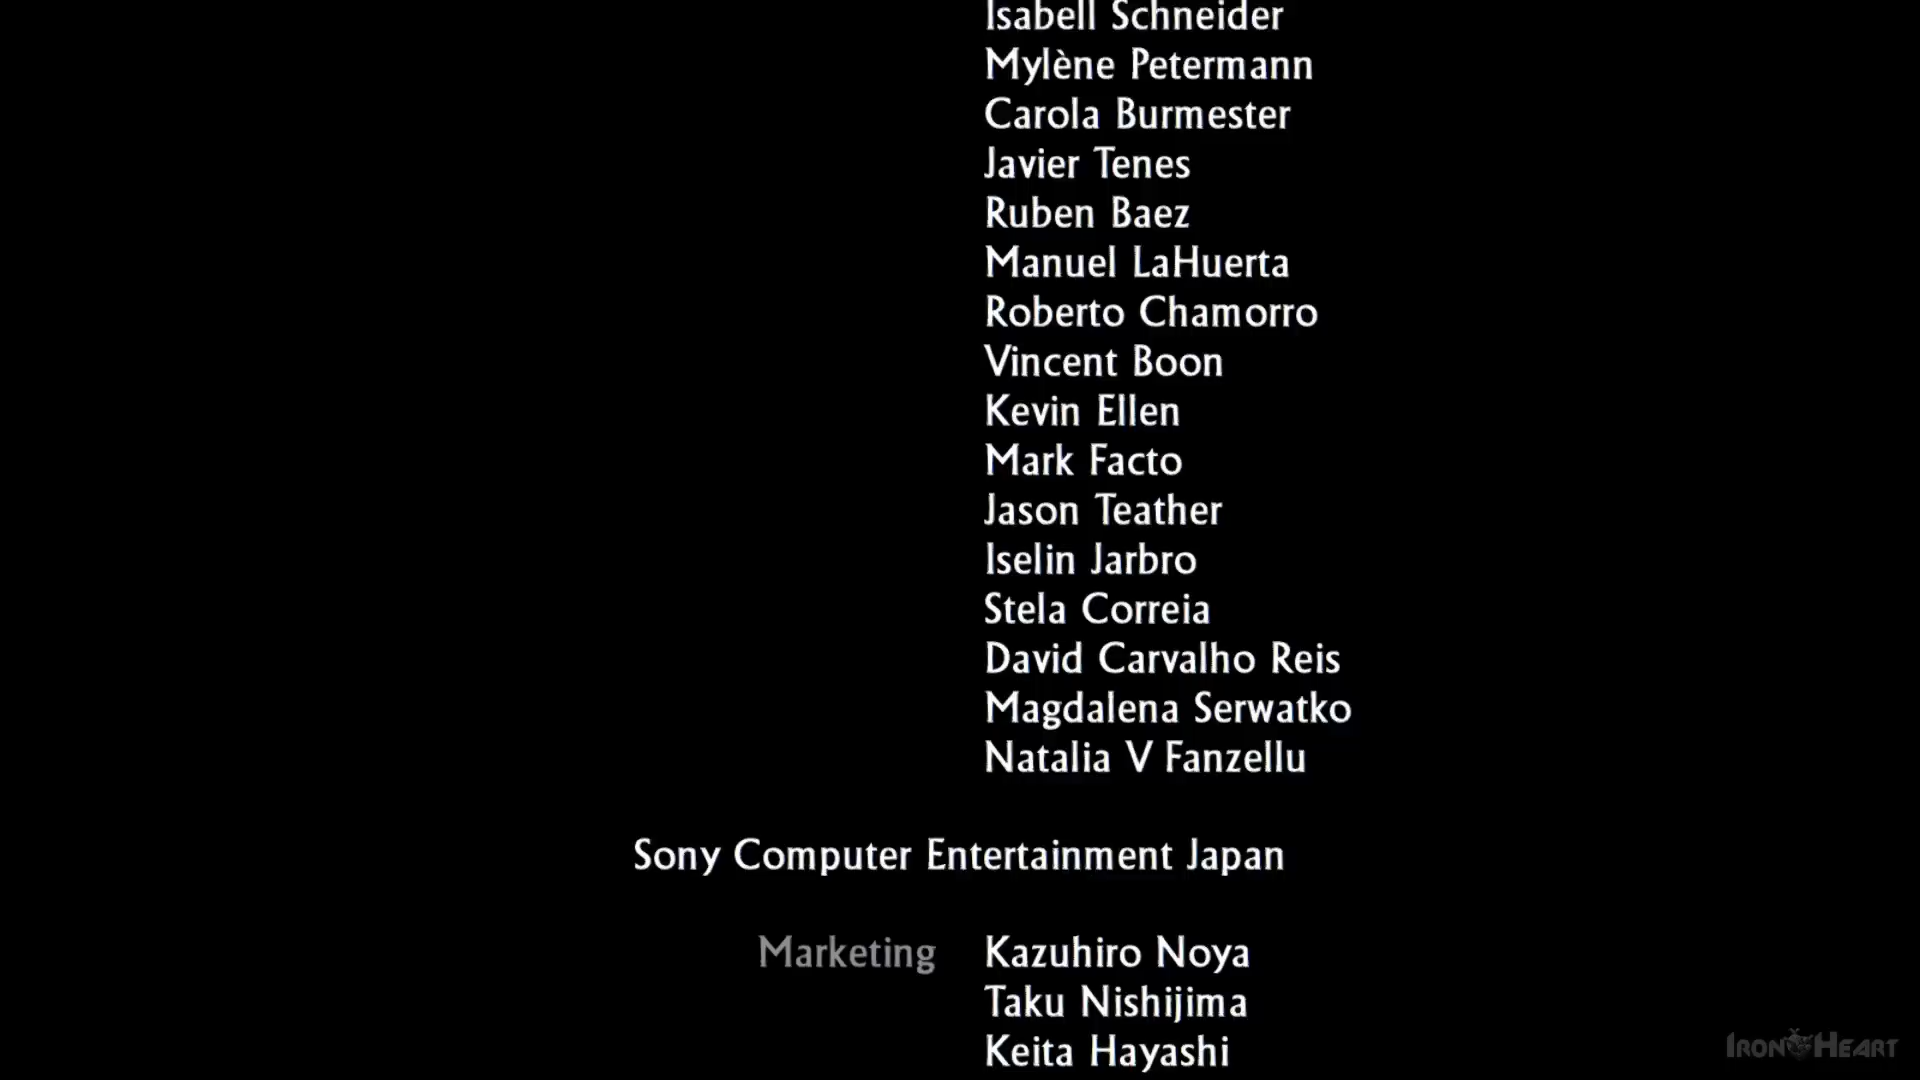 Isabell Schneider
Mylène Petermann
Carola Burmester
Javier Tenes
Ruben Baez
Manuel LaHuerta
Roberto Chamorro
Vincent Boon
Kevin Ellen
Mark Facto
Jason Teather
Iselin Jarbro
Stela Correia
David Carvalho Reis
Magdalena Serwatko
Natalia V Fanzellu
Sony Computer Entertainment Japan
Marketing Kazuhiro Noya
Taku Nishijima
Keita Hayashi
IRON HEART